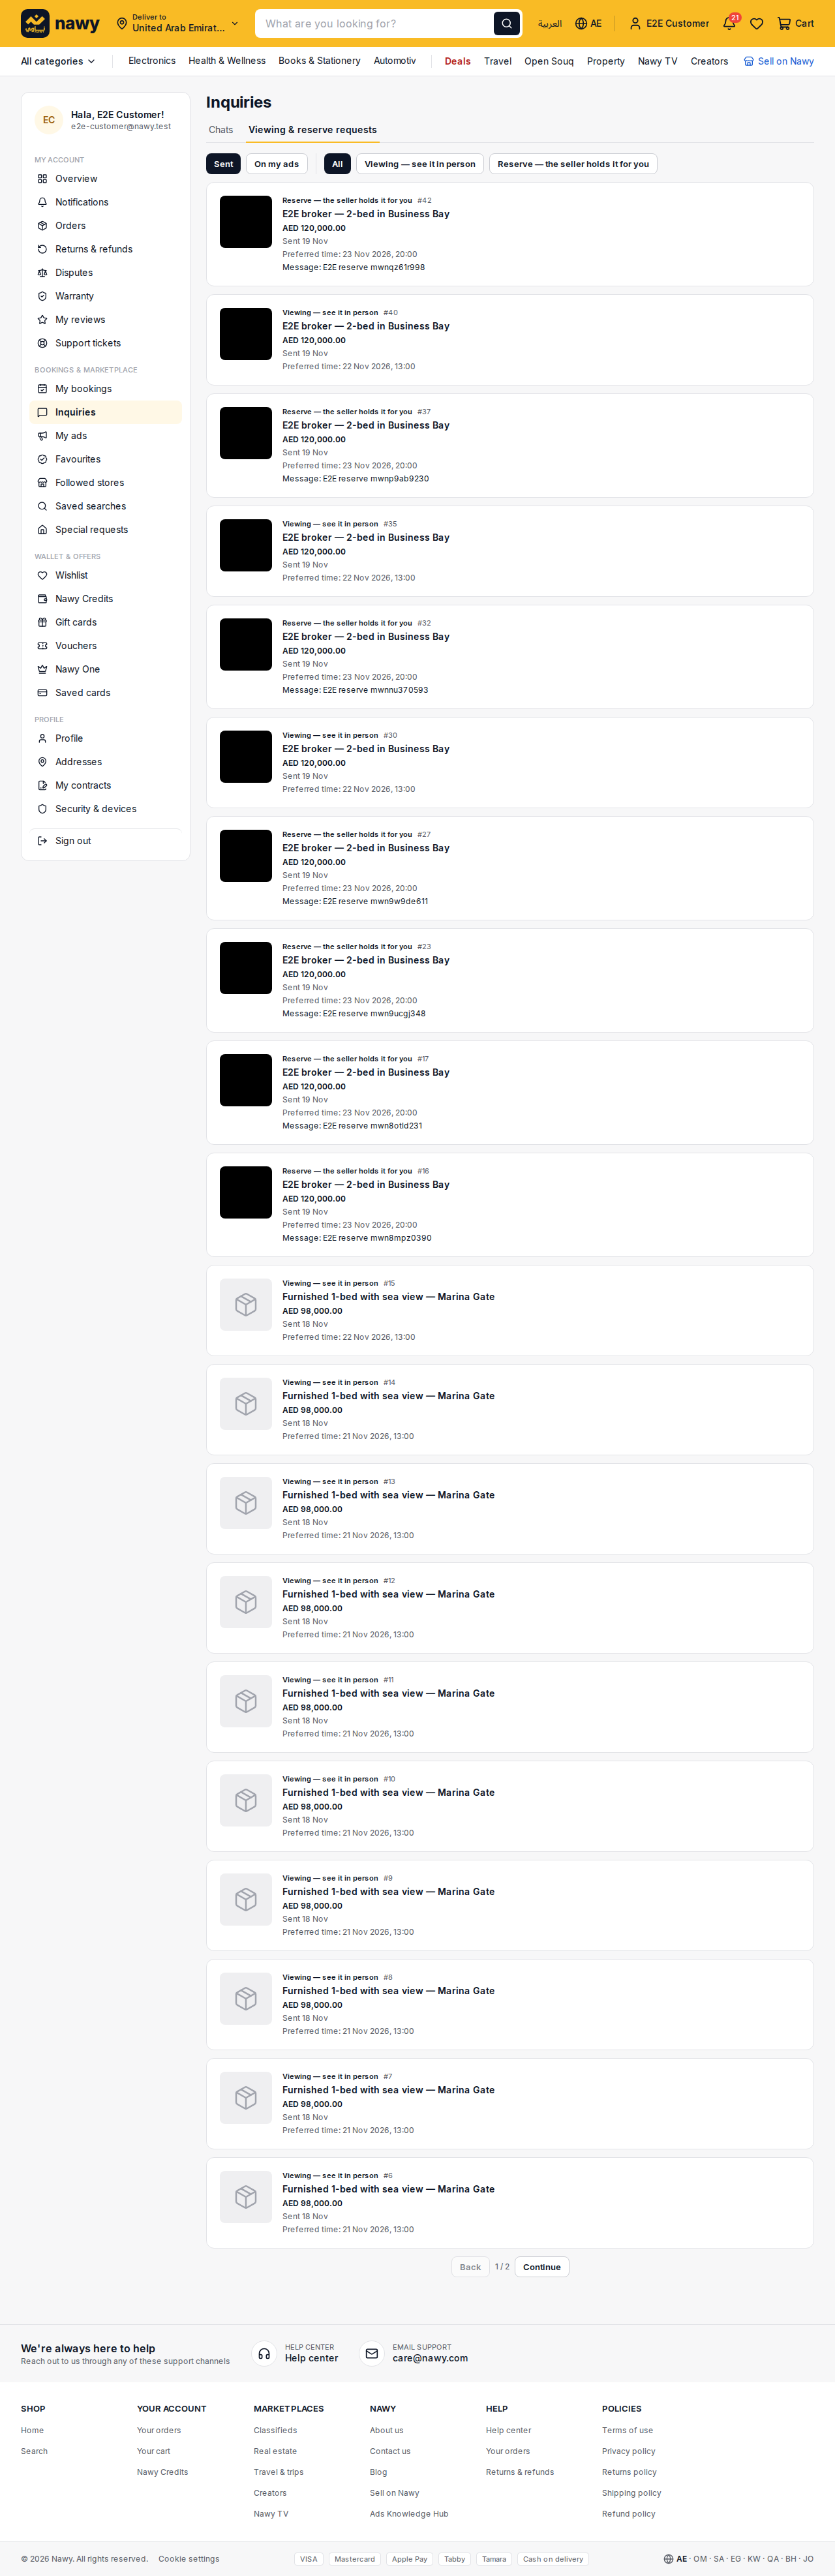 nawy
Deliver to
United Arab Emirat...
What are you looking for?
العربية
AE
E2E Customer
21
Cart
All categories
Electronics
Health & Wellness
Books & Stationery
Automotiv
Deals
Travel
Open Souq
Property
Nawy TV
Creators
Sell on Nawy
EC
Hala, E2E Customer!
e2e-customer@nawy.test
MY ACCOUNT
Overview
Notifications
Orders
Returns & refunds
Disputes
Warranty
My reviews
Support tickets
BOOKINGS & MARKETPLACE
My bookings
Inquiries
My ads
Favourites
Followed stores
Saved searches
Special requests
WALLET & OFFERS
Wishlist
Nawy Credits
Gift cards
Vouchers
Nawy One
Saved cards
PROFILE
Profile
Addresses
My contracts
Security & devices
Sign out
Inquiries
Chats
Viewing & reserve requests
Sent
On my ads
All
Viewing — see it in person
Reserve — the seller holds it for you
Reserve — the seller holds it for you #42
E2E broker — 2-bed in Business Bay
AED 120,000.00
Sent 19 Nov
Preferred time: 23 Nov 2026, 20:00
Message: E2E reserve mwnqz61r998
Viewing — see it in person #40
E2E broker — 2-bed in Business Bay
AED 120,000.00
Sent 19 Nov
Preferred time: 22 Nov 2026, 13:00
Reserve — the seller holds it for you #37
E2E broker — 2-bed in Business Bay
AED 120,000.00
Sent 19 Nov
Preferred time: 23 Nov 2026, 20:00
Message: E2E reserve mwnp9ab9230
Viewing — see it in person #35
E2E broker — 2-bed in Business Bay
AED 120,000.00
Sent 19 Nov
Preferred time: 22 Nov 2026, 13:00
Reserve — the seller holds it for you #32
E2E broker — 2-bed in Business Bay
AED 120,000.00
Sent 19 Nov
Preferred time: 23 Nov 2026, 20:00
Message: E2E reserve mwnnu370593
Viewing — see it in person #30
E2E broker — 2-bed in Business Bay
AED 120,000.00
Sent 19 Nov
Preferred time: 22 Nov 2026, 13:00
Reserve — the seller holds it for you #27
E2E broker — 2-bed in Business Bay
AED 120,000.00
Sent 19 Nov
Preferred time: 23 Nov 2026, 20:00
Message: E2E reserve mwn9w9de611
Reserve — the seller holds it for you #23
E2E broker — 2-bed in Business Bay
AED 120,000.00
Sent 19 Nov
Preferred time: 23 Nov 2026, 20:00
Message: E2E reserve mwn9ucgj348
Reserve — the seller holds it for you #17
E2E broker — 2-bed in Business Bay
AED 120,000.00
Sent 19 Nov
Preferred time: 23 Nov 2026, 20:00
Message: E2E reserve mwn8otld231
Reserve — the seller holds it for you #16
E2E broker — 2-bed in Business Bay
AED 120,000.00
Sent 19 Nov
Preferred time: 23 Nov 2026, 20:00
Message: E2E reserve mwn8mpz0390
Viewing — see it in person #15
Furnished 1-bed with sea view — Marina Gate
AED 98,000.00
Sent 18 Nov
Preferred time: 22 Nov 2026, 13:00
Viewing — see it in person #14
Furnished 1-bed with sea view — Marina Gate
AED 98,000.00
Sent 18 Nov
Preferred time: 21 Nov 2026, 13:00
Viewing — see it in person #13
Furnished 1-bed with sea view — Marina Gate
AED 98,000.00
Sent 18 Nov
Preferred time: 21 Nov 2026, 13:00
Viewing — see it in person #12
Furnished 1-bed with sea view — Marina Gate
AED 98,000.00
Sent 18 Nov
Preferred time: 21 Nov 2026, 13:00
Viewing — see it in person #11
Furnished 1-bed with sea view — Marina Gate
AED 98,000.00
Sent 18 Nov
Preferred time: 21 Nov 2026, 13:00
Viewing — see it in person #10
Furnished 1-bed with sea view — Marina Gate
AED 98,000.00
Sent 18 Nov
Preferred time: 21 Nov 2026, 13:00
Viewing — see it in person #9
Furnished 1-bed with sea view — Marina Gate
AED 98,000.00
Sent 18 Nov
Preferred time: 21 Nov 2026, 13:00
Viewing — see it in person #8
Furnished 1-bed with sea view — Marina Gate
AED 98,000.00
Sent 18 Nov
Preferred time: 21 Nov 2026, 13:00
Viewing — see it in person #7
Furnished 1-bed with sea view — Marina Gate
AED 98,000.00
Sent 18 Nov
Preferred time: 21 Nov 2026, 13:00
Viewing — see it in person #6
Furnished 1-bed with sea view — Marina Gate
AED 98,000.00
Sent 18 Nov
Preferred time: 21 Nov 2026, 13:00
Back
1 / 2
Continue
We're always here to help
Reach out to us through any of these support channels
HELP CENTER
Help center
EMAIL SUPPORT
care@nawy.com
SHOP
Home
Search
YOUR ACCOUNT
Your orders
Your cart
Nawy Credits
MARKETPLACES
Classifieds
Real estate
Travel & trips
Creators
Nawy TV
NAWY
About us
Contact us
Blog
Sell on Nawy
Ads Knowledge Hub
HELP
Help center
Your orders
Returns & refunds
POLICIES
Terms of use
Privacy policy
Returns policy
Shipping policy
Refund policy
© 2026 Nawy. All rights reserved.
Cookie settings
VISA
Mastercard
Apple Pay
Tabby
Tamara
Cash on delivery
AE · OM · SA · EG · KW · QA · BH · JO